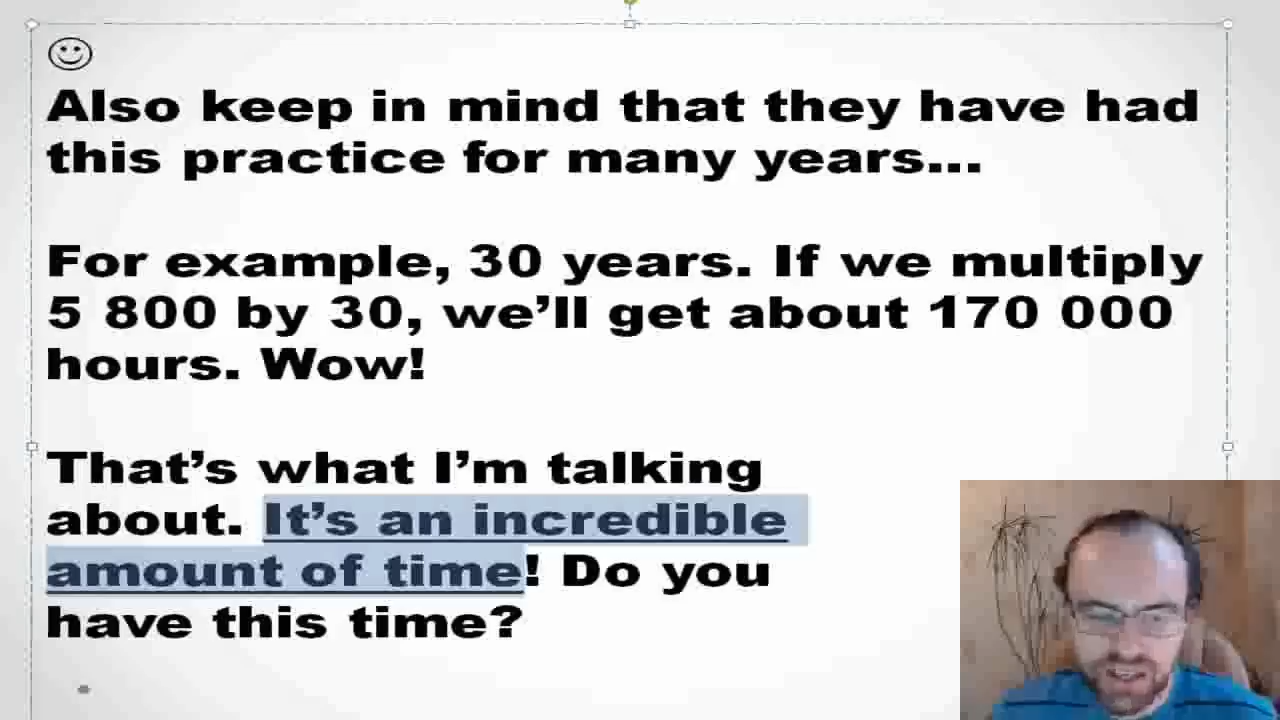 Also keep in mind that they have had
this practice for many years...
For example, 30 years. If we multiply
5 800 by 30, we’ll get about 170 000
hours. Wow!
That’s what I’m talking
about. It’s an incredible
amount of time! Do you
have this time?